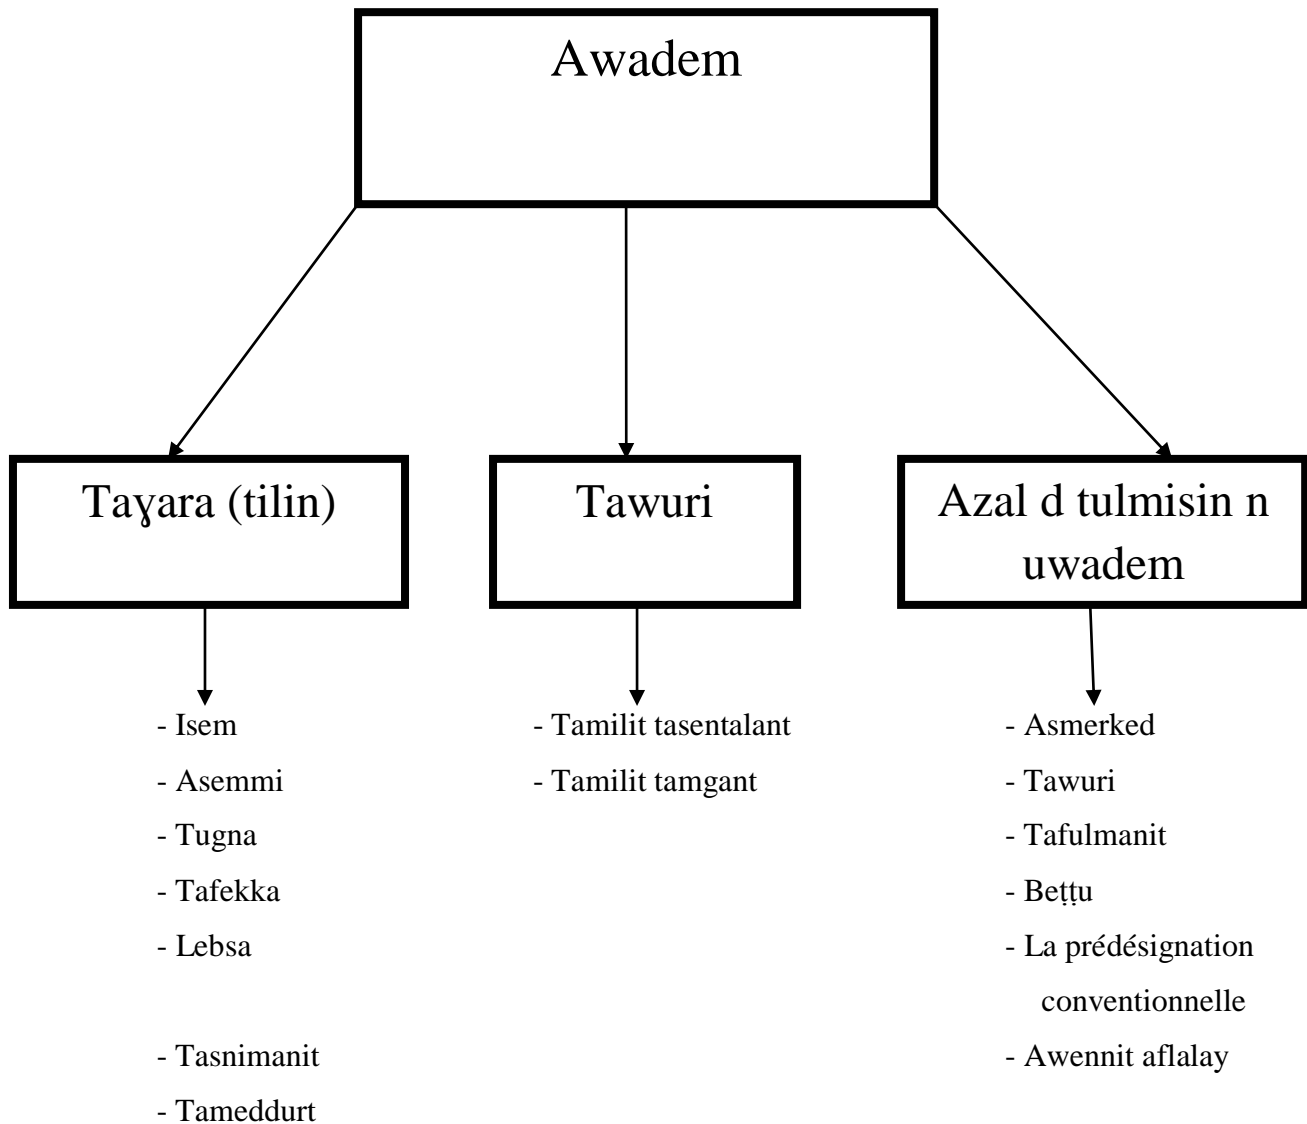 Awadem
Taɣara (tilin)
- Isem
- Asemmi
- Tugna
- Tafekka
- Lebsa
- Tasnimanit
- Tameddurt
Tawuri
- Tamilit tasentalant
- Tamilit tamgant
Azal d tulmisin n
uwadem
- Asmerked
- Tawuri
- Tafulmanit
- Beṭṭu
- La prédésignation
conventionnelle
- Awennit aflalay